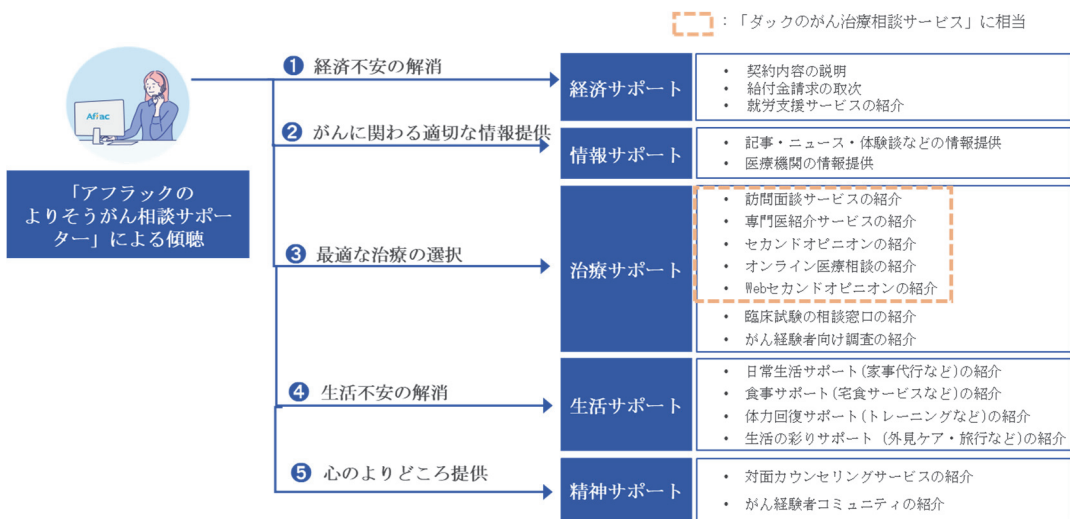 ：「ダックのがん治療相談サービス」に相当
Aflac
「アフラックの
よりそうがん相談サポー
ター」による傾聴
❶ 経済不安の解消
経済サポート
・ 契約内容の説明
・ 給付金請求の取次
・ 就労支援サービスの紹介
❷ がんに関わる適切な情報提供
情報サポート
・ 記事・ニュース・体験談などの情報提供
・ 医療機関の情報提供
❸ 最適な治療の選択
治療サポート
・ 訪問面談サービスの紹介
・ 専門医紹介サービスの紹介
・ セカンドオピニオンの紹介
・ オンライン医療相談の紹介
・ Webセカンドオピニオンの紹介
・ 臨床試験の相談窓口の紹介
・ がん経験者向け調査の紹介
❹ 生活不安の解消
生活サポート
・ 日常生活サポート(家事代行など)の紹介
・ 食事サポート(宅食サービスなど)の紹介
・ 体力回復サポート(トレーニングなど)の紹介
・ 生活の彩りサポート (外見ケア・旅行など)の紹介
❺ 心のよりどころ提供
精神サポート
・ 対面カウンセリングサービスの紹介
・ がん経験者コミュニティの紹介